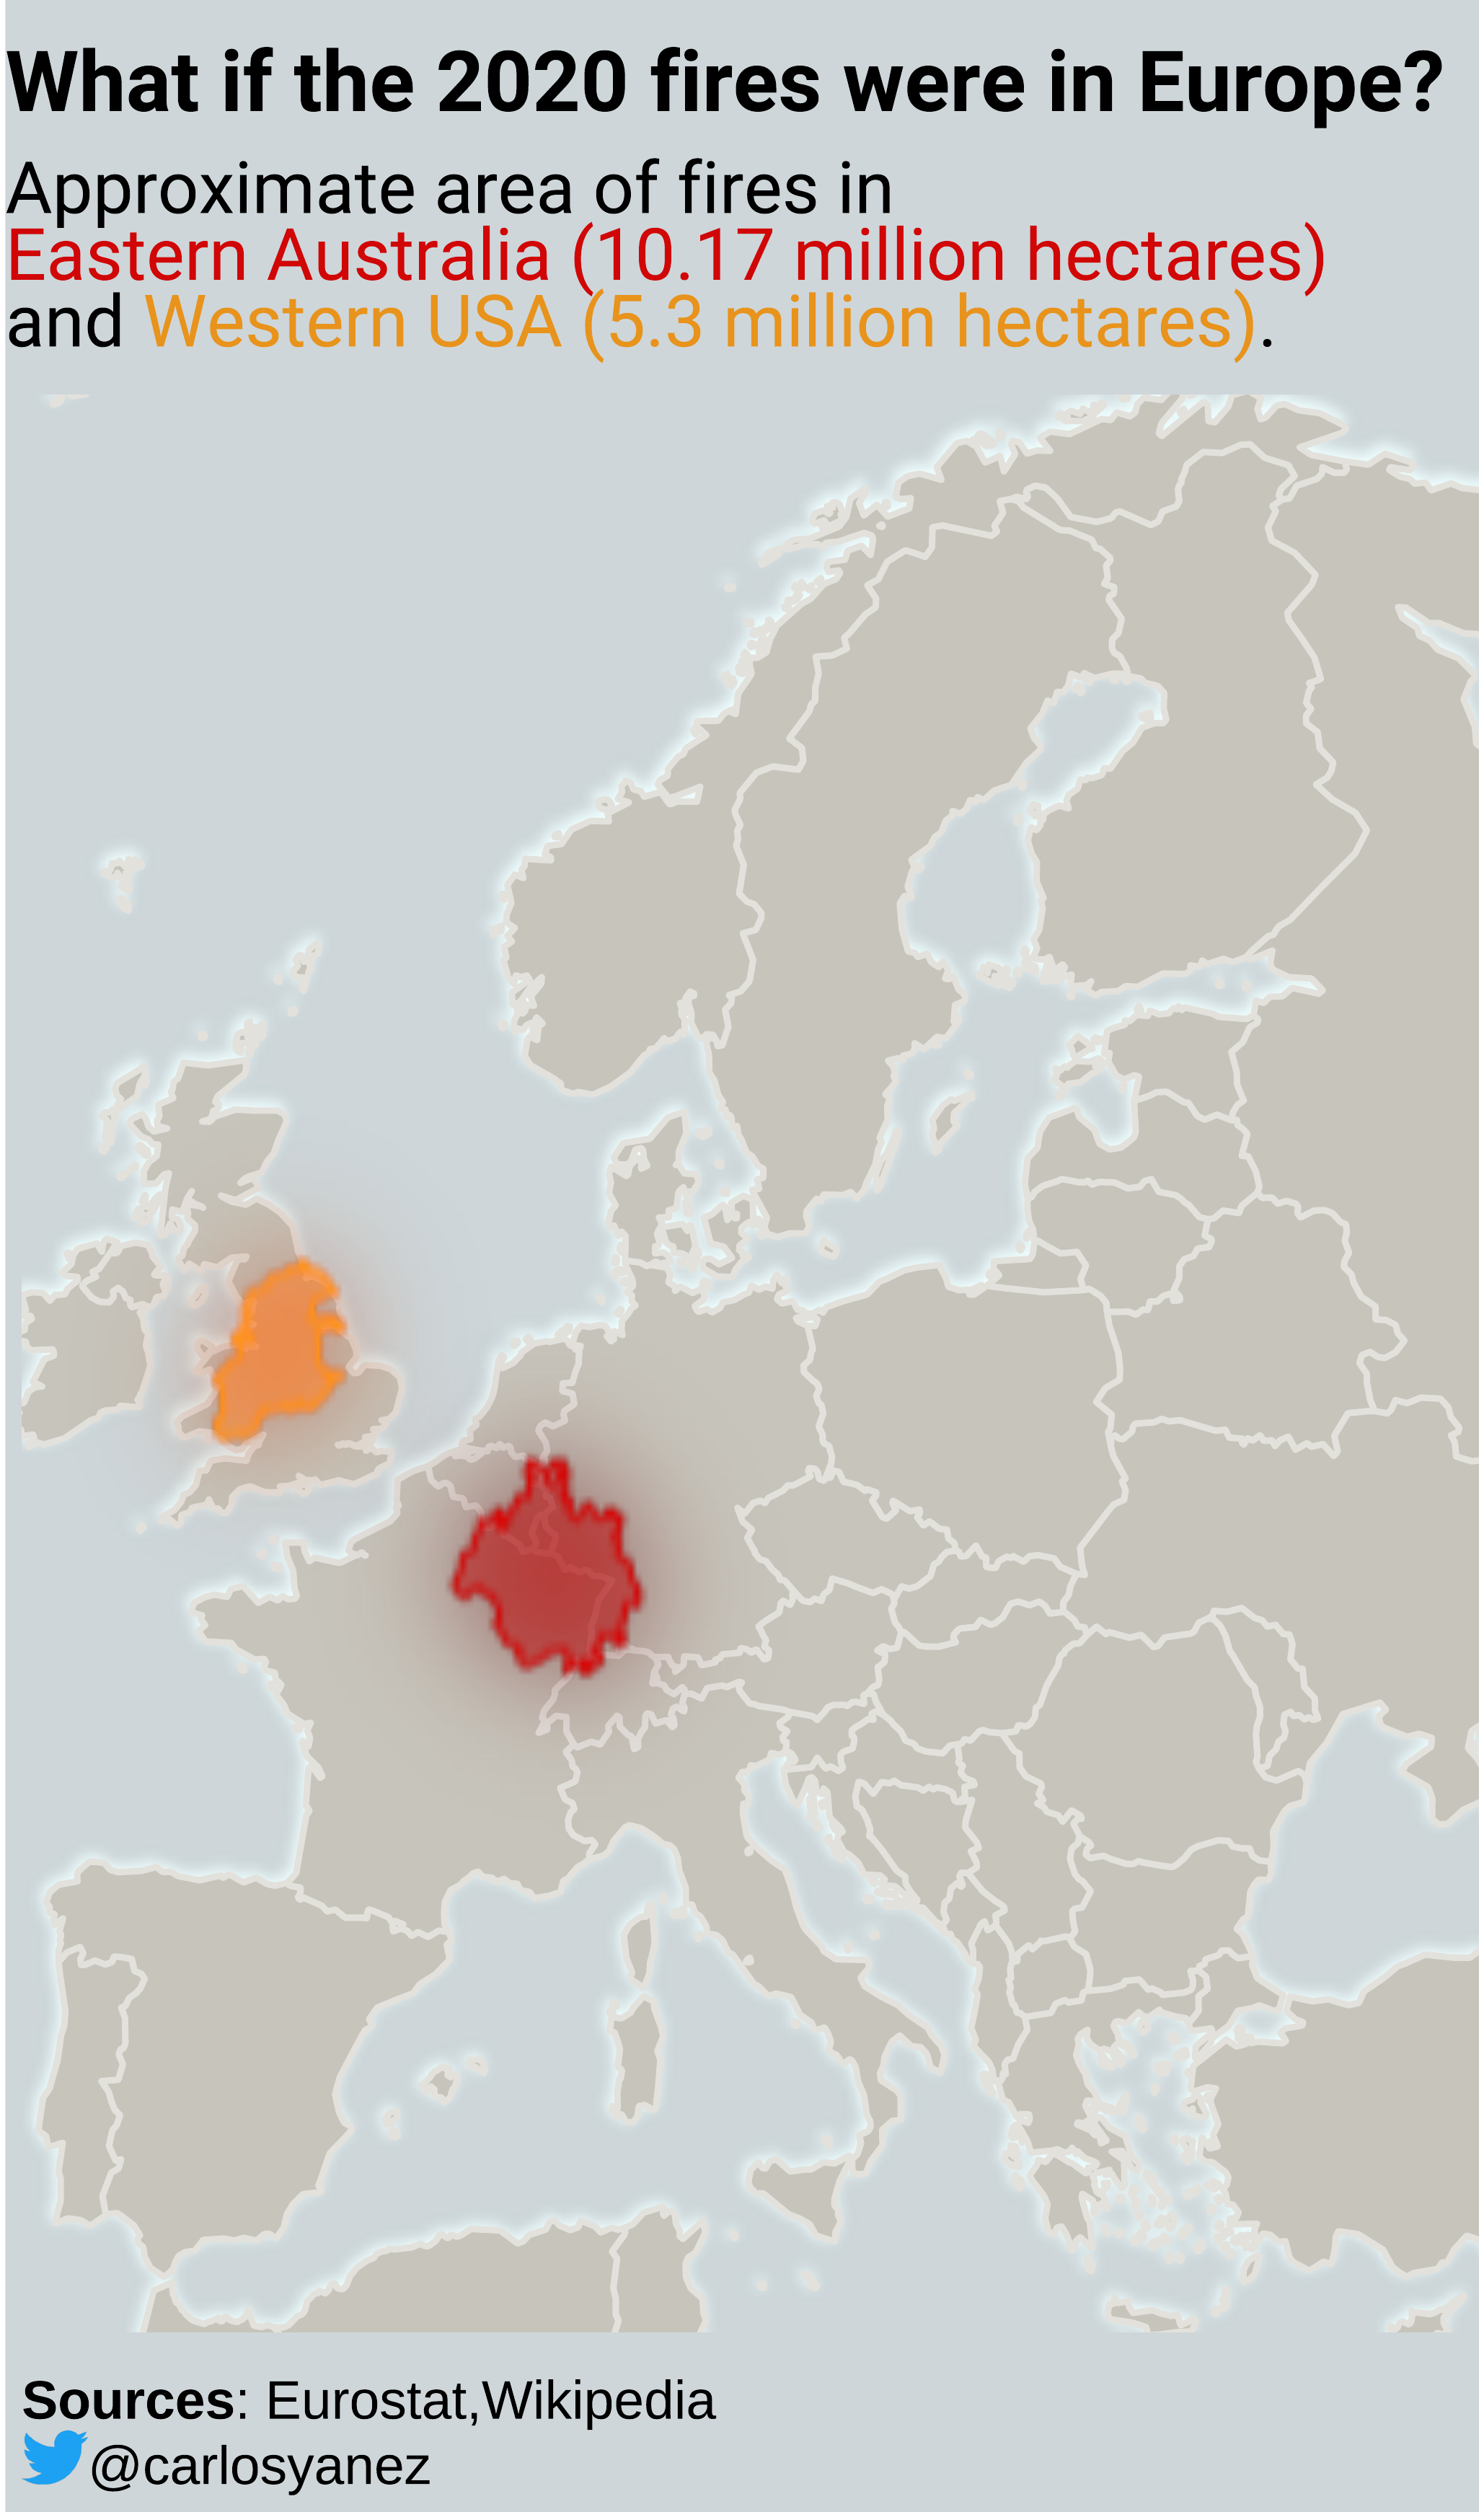 What if the 2020 fires were in Europe?
Approximate area of fires in
Eastern Australia (10.17 million hectares)
and Western USA (5.3 million hectares).
Sources: Eurostat,Wikipedia
@carlosyanez